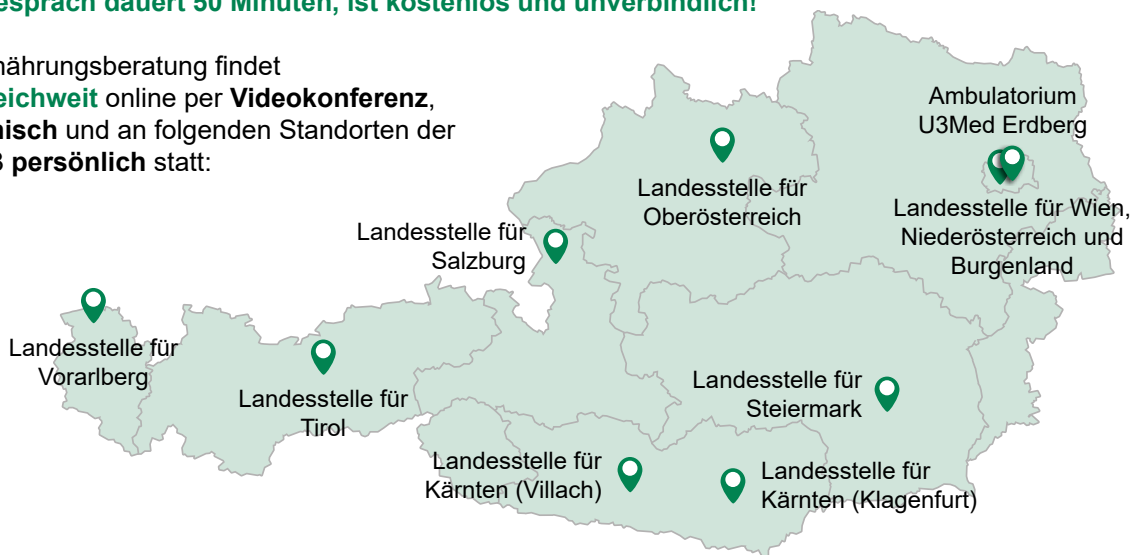 espräch dauert 50 Minuten, ist kostenlos und unverbindlich!
nährungsberatung findet
eichweit online per Videokonferenz,
nisch und an folgenden Standorten der
persönlich statt:
Ambulatorium
U3Med Erdberg
Landesstelle für
Oberösterreich
Landesstelle für Wien,
Niederösterreich und
Burgenland
Landesstelle für
Salzburg
Landesstelle für
Vorarlberg
Landesstelle für
Tirol
Landesstelle für
Steiermark
Landesstelle für
Kärnten (Villach)
Landesstelle für
Kärnten (Klagenfurt)